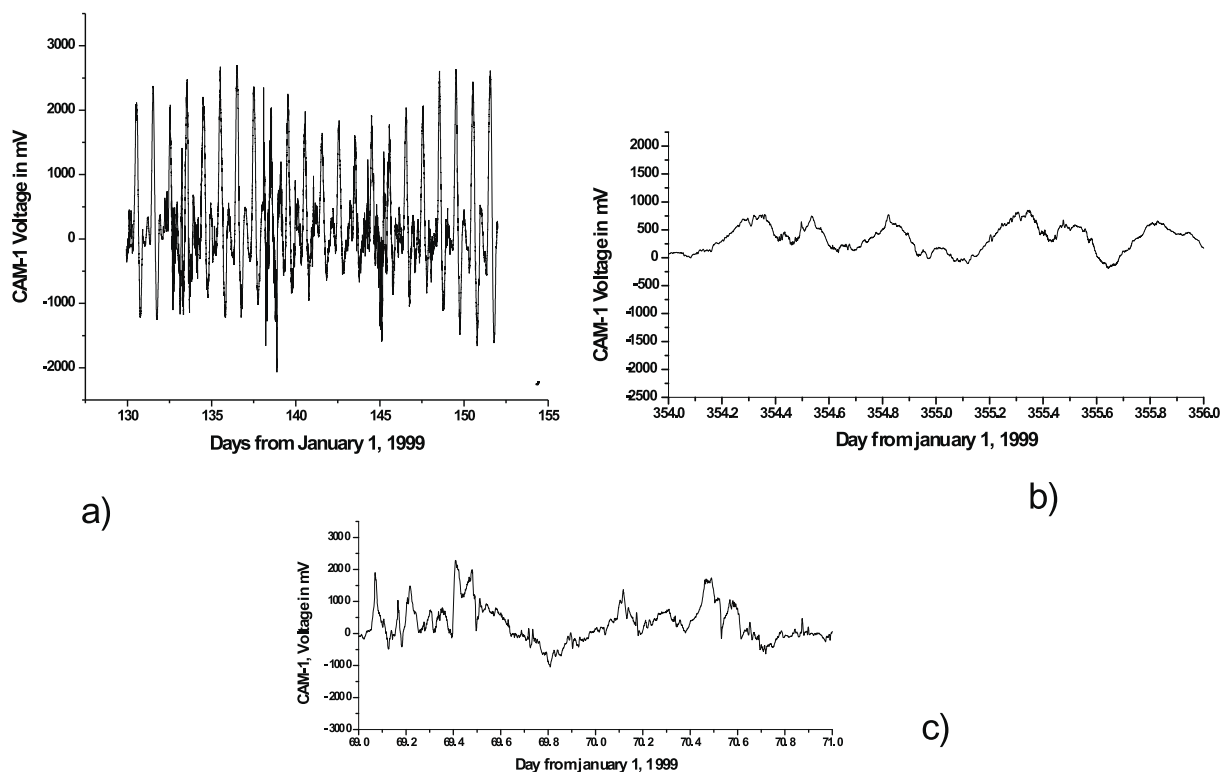 3000
2000
1000
0
-1000
-2000
CAM-1 Voltage in mV
130 135 140 145 150 155
Days from January 1, 1999
a)
2000
1500
1000
500
0
-500
-1000
-1500
-2000
-2500
CAM-1 Voltage in mV
354.0 354.2 354.4 354.6 354.8 355.0 355.2 355.4 355.6 355.8 356.0
Day from january 1, 1999
b)
3000
2000
1000
0
-1000
-2000
-3000
CAM-1, Voltage in mV
69.0 69.2 69.4 69.6 69.8 70.0 70.2 70.4 70.6 70.8 71.0
Day from january 1, 1999
c)